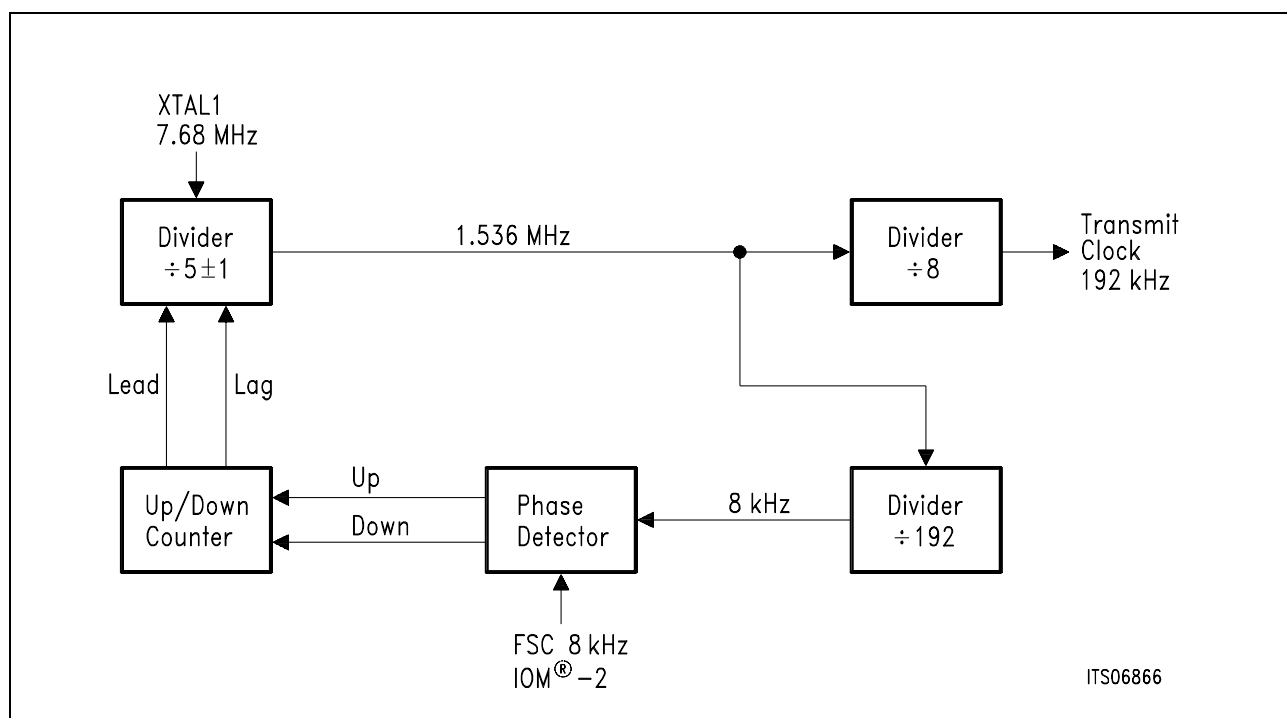 XTAL1
7.68 MHz
Divider
÷5±1
1.536 MHz
Divider
÷8
Transmit
Clock
192 kHz
Lead
Lag
Up/Down
Counter
Up
Down
Phase
Detector
8 kHz
Divider
÷192
FSC 8 kHz
IOM®-2
ITS06866